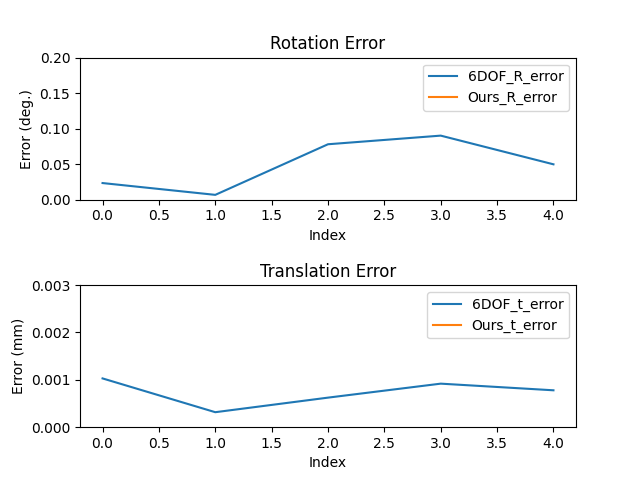 Rotation Error
0.20
0.15
0.10
0.05
0.00
Error (deg.)
6DOF_R_error
Ours_R_error
0.0 0.5 1.0 1.5 2.0 2.5 3.0 3.5 4.0
Index
Translation Error
0.003
0.002
0.001
0.000
Error (mm)
6DOF_t_error
Ours_t_error
0.0 0.5 1.0 1.5 2.0 2.5 3.0 3.5 4.0
Index